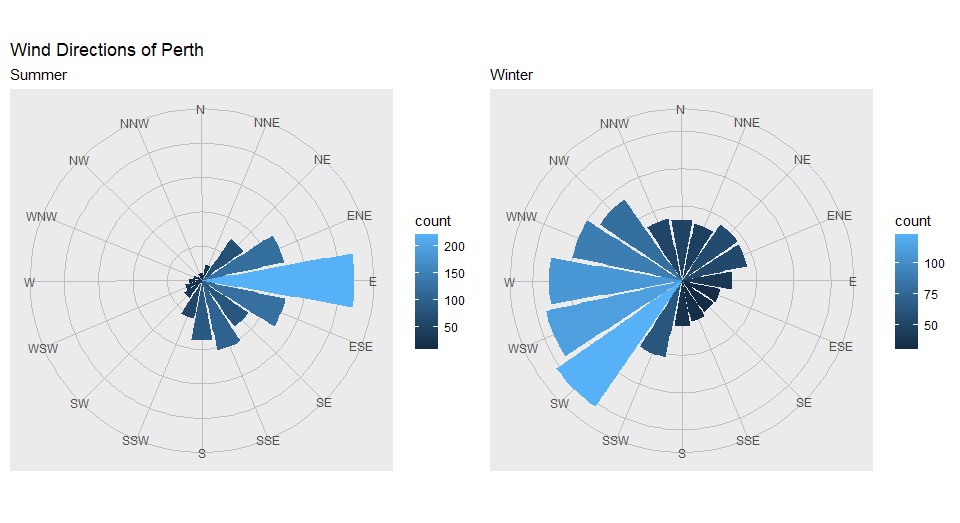 Wind Directions of Perth
Summer
N
NNW
NNE
NW
NE
WNW
ENE
W
E
WSW
ESE
SW
SE
SSW
SSE
S
count
200
150
100
50
Winter
N
NNW
NNE
NW
NE
WNW
ENE
W
E
WSW
ESE
SW
SE
SSW
SSE
S
count
100
75
50